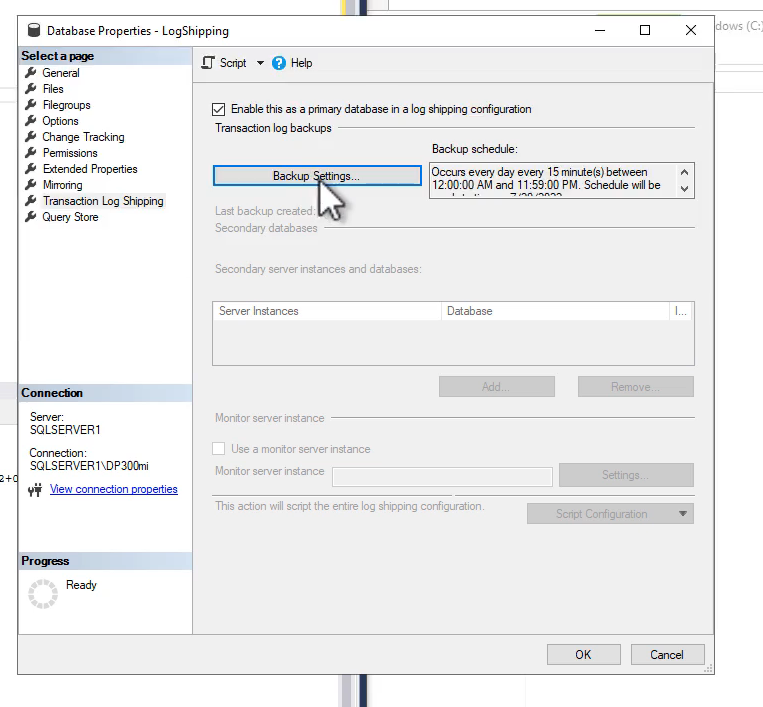 Database Properties - LogShipping
dows (C:)
Select a page
General
Files
Filegroups
Options
Change Tracking
Permissions
Extended Properties
Mirroring
Transaction Log Shipping
Query Store
Script
Help
Enable this as a primary database in a log shipping configuration
Transaction log backups
Backup schedule:
Backup Settings...
Occurs every day every 15 minute(s) between
12:00:00 AM and 11:59:00 PM. Schedule will be
Last backup created:
Secondary databases
Secondary server instances and databases:
Server Instances Database I...
Add... Remove...
Monitor server instance
Use a monitor server instance
Monitor server instance
Settings...
This action will script the entire log shipping configuration.
Script Configuration
Connection
Server:
SQLSERVER1
Connection:
SQLSERVER1\DP300mi
View connection properties
Progress
Ready
OK Cancel